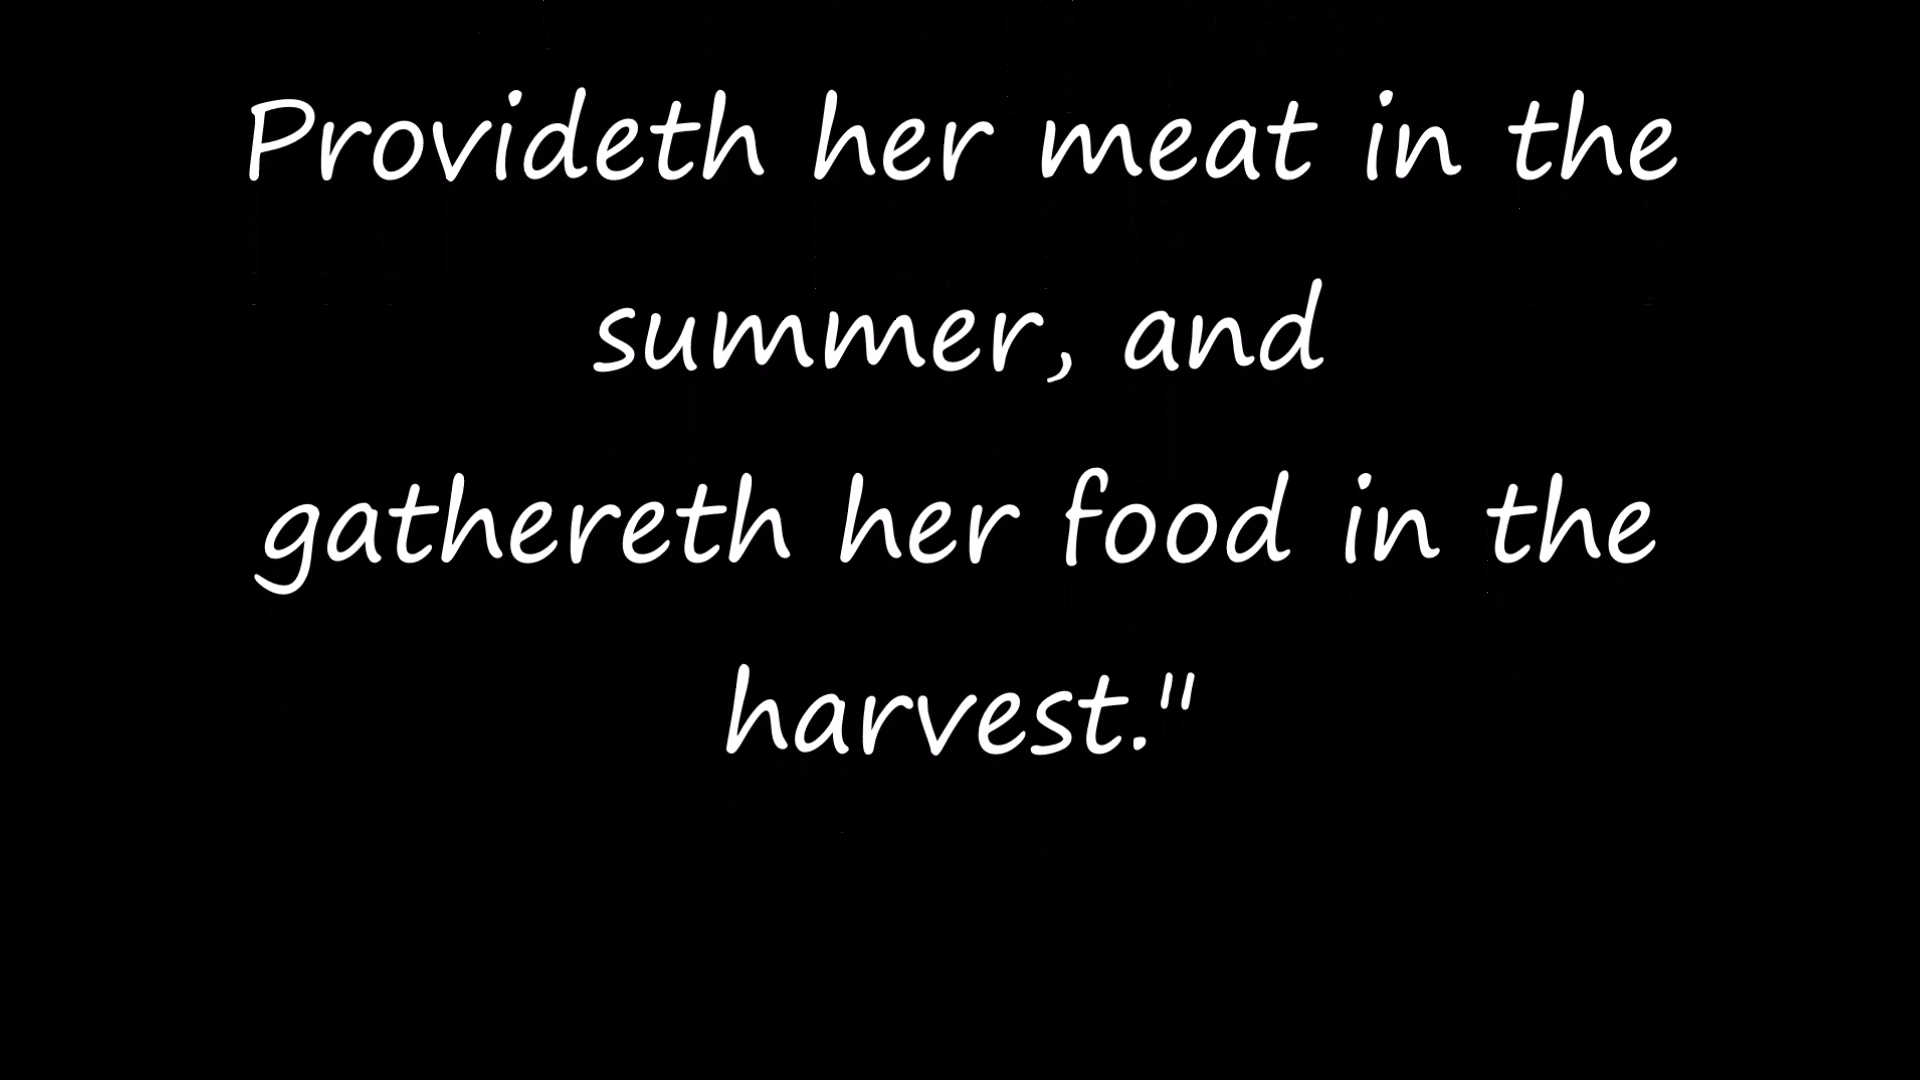 Provideth her meat in the
summer, and
gathereth her food in the
harvest."